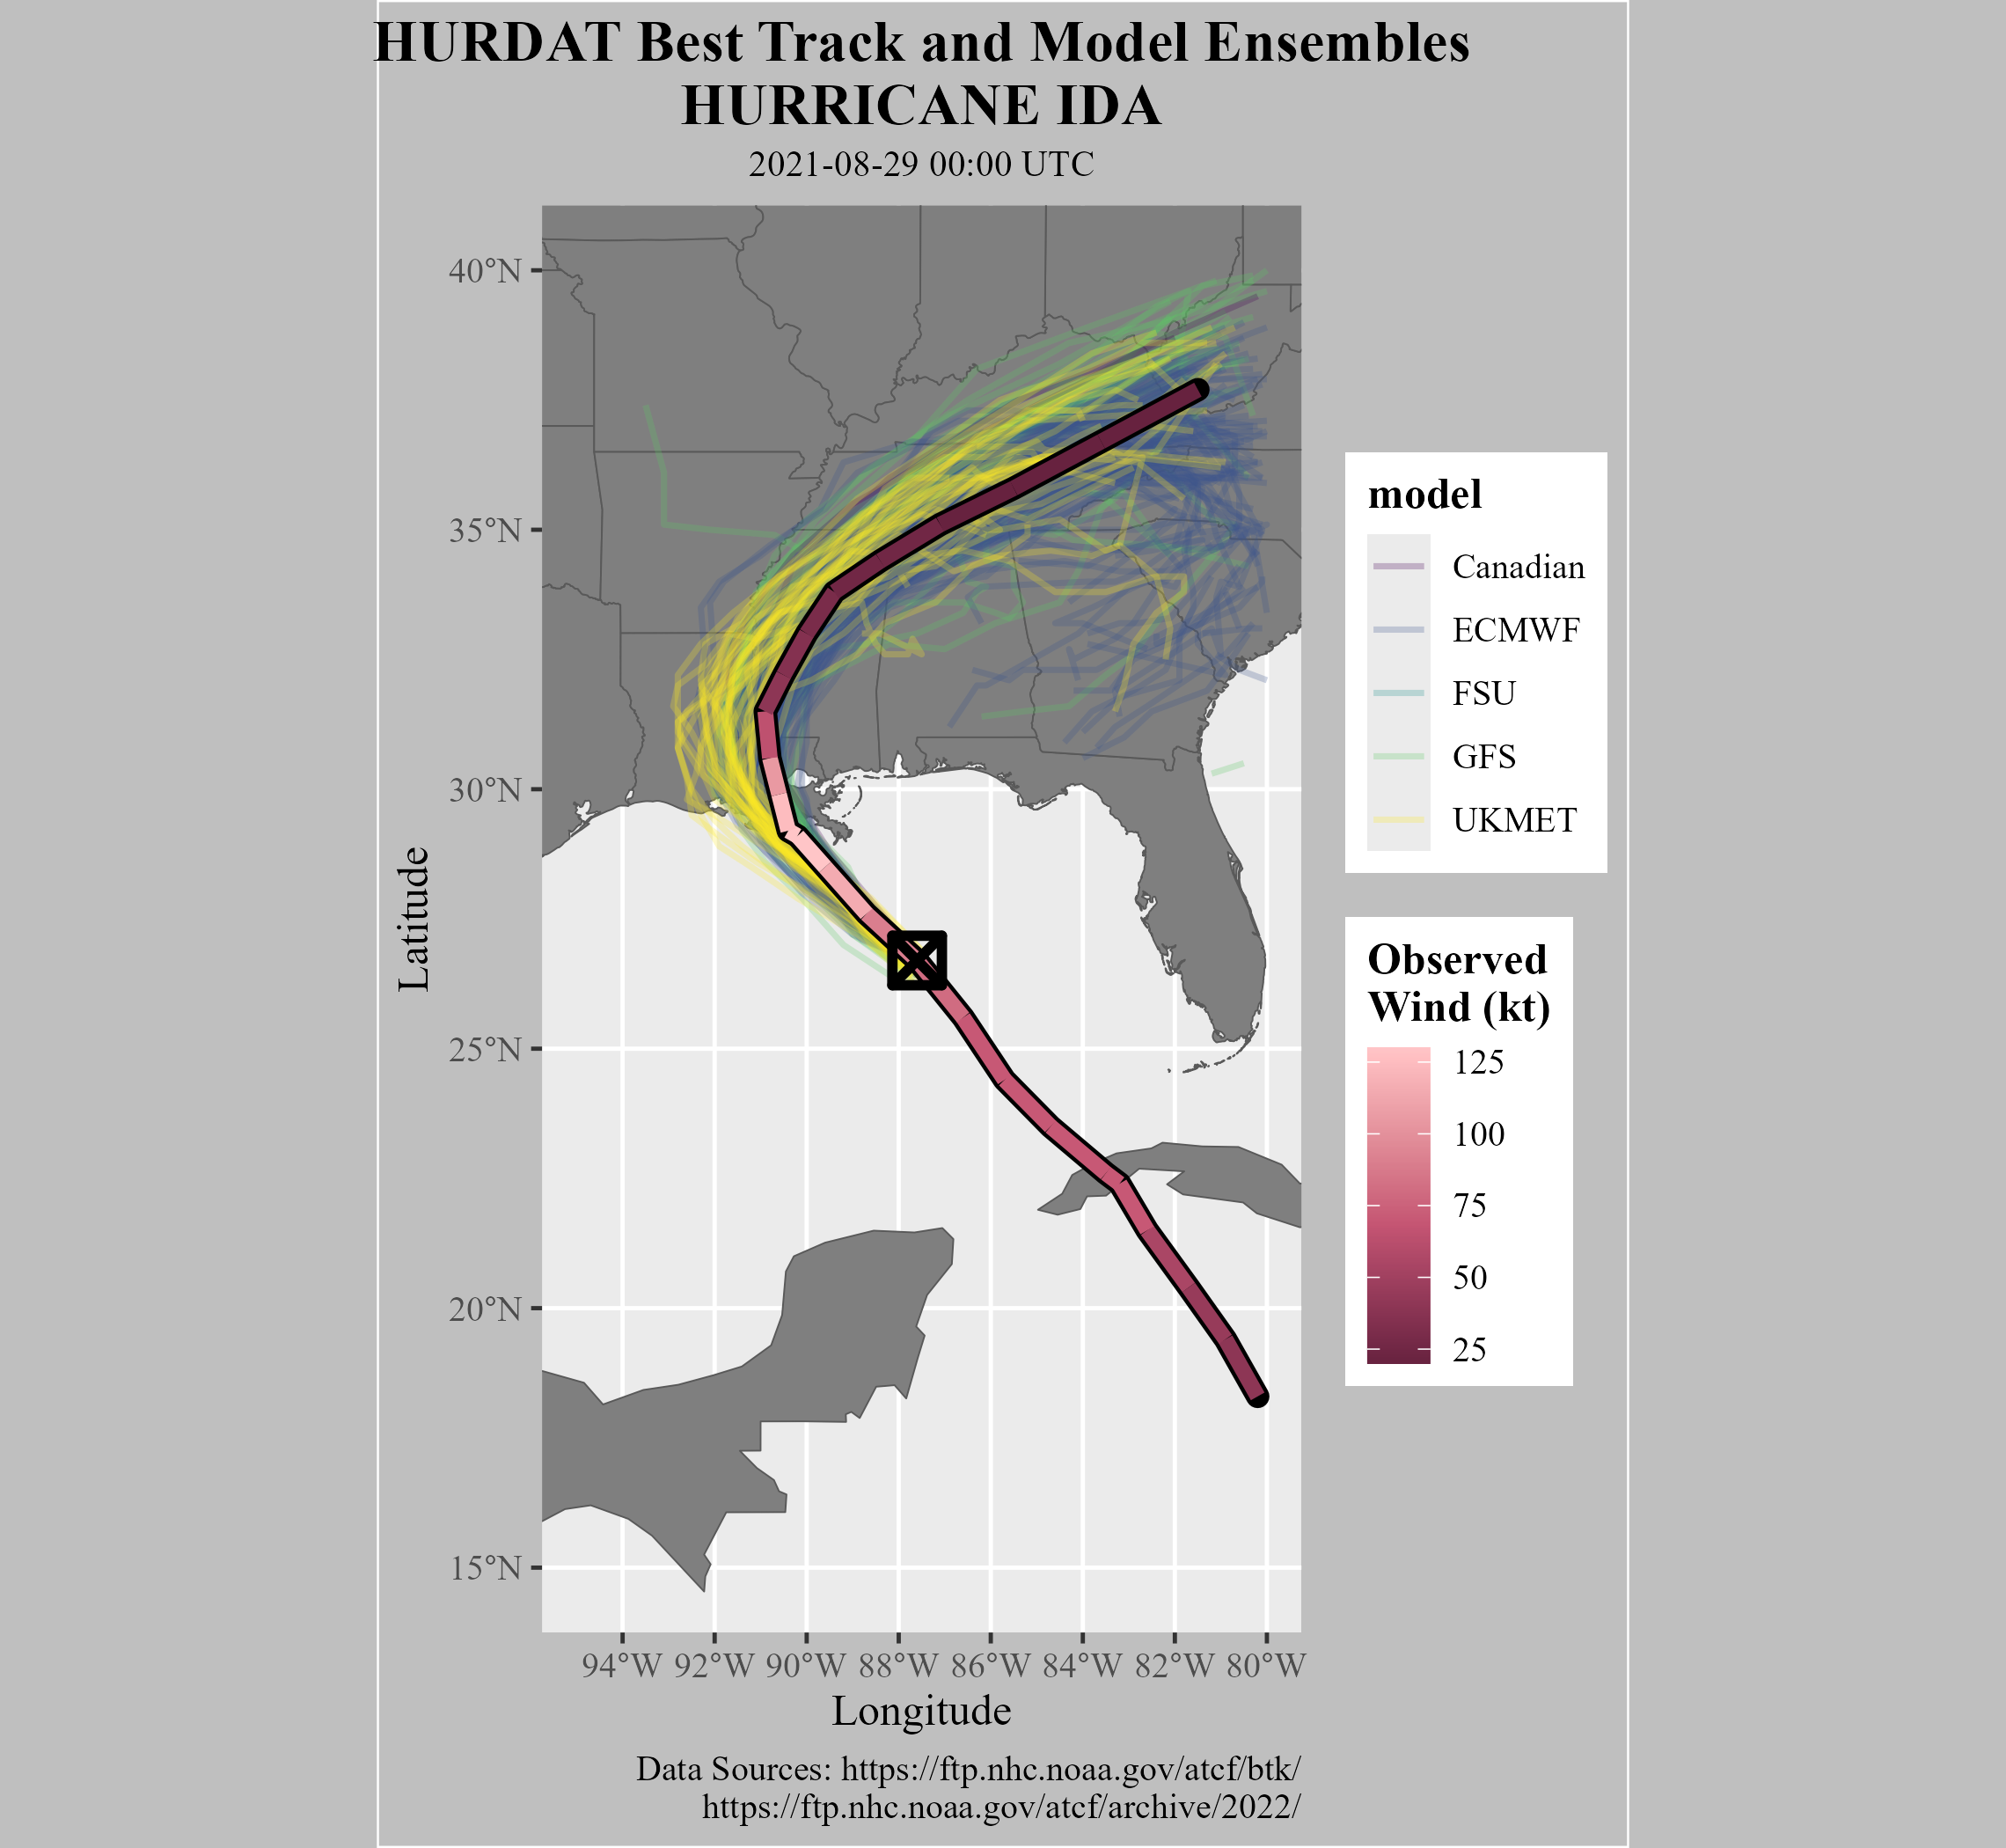 HURDAT Best Track and Model Ensembles
HURRICANE IDA
2021-08-29 00:00 UTC
40°N
35°N
30°N
25°N
20°N
15°N
Latitude
94°W 92°W 90°W 88°W 86°W 84°W 82°W 80°W
Longitude
model
Canadian
ECMWF
FSU
GFS
UKMET
Observed
Wind (kt)
125
100
75
50
25
Data Sources: https://ftp.nhc.noaa.gov/atcf/btk/
https://ftp.nhc.noaa.gov/atcf/archive/2022/